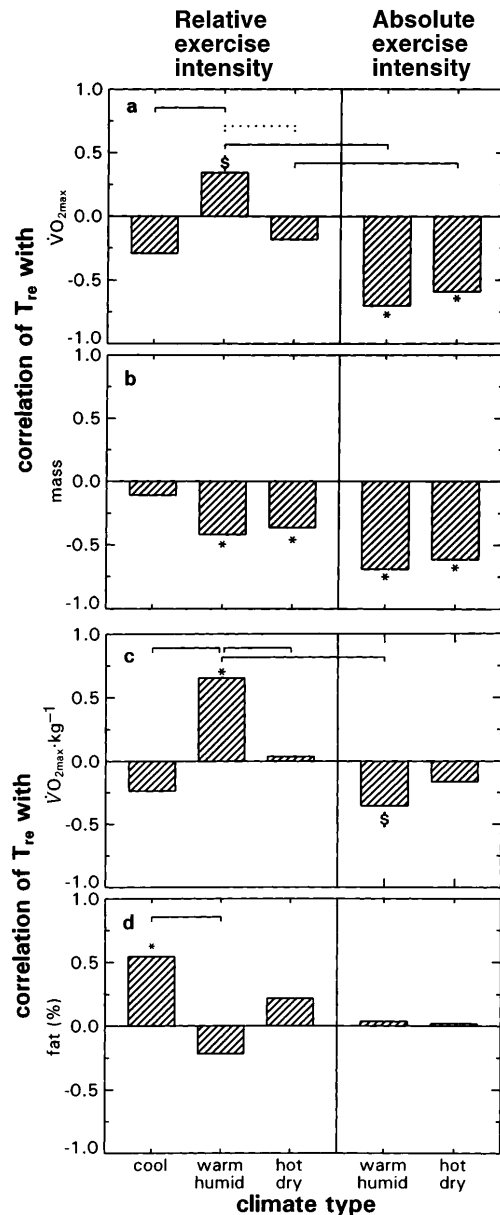 Relative
exercise
intensity
Absolute
exercise
intensity
correlation of Tre with
V̇O2max
1.0
0.5
0.0
-0.5
-1.0
a
$
*
*
mass
1.0
0.5
0.0
-0.5
-1.0
b
*
*
*
*
correlation of Tre with
V̇O2max·kg⁻¹
1.0
0.5
0.0
-0.5
-1.0
c
*
$
fat (%)
0.5
0.0
-0.5
-1.0
d
*
cool
warm
humid
hot
dry
warm
humid
hot
dry
climate type